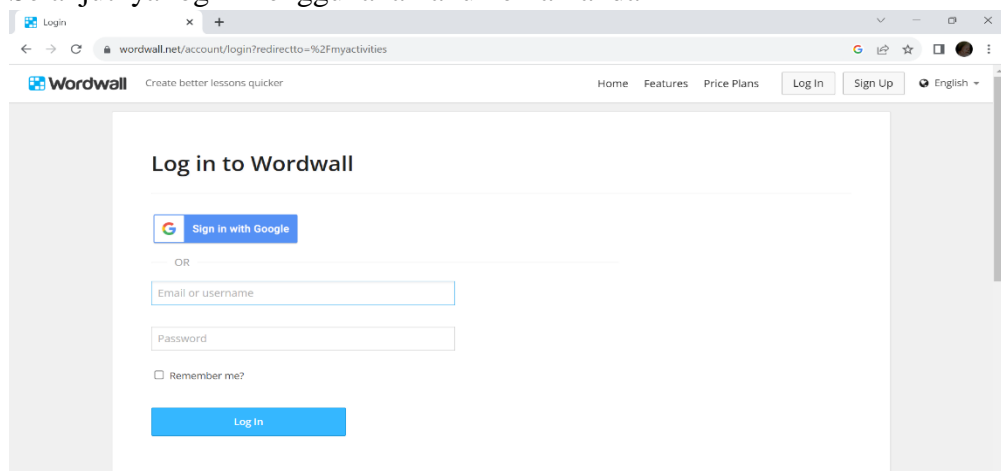 Login
wordwall.net/account/login?redirectto=%2Fmyactivities
Wordwall Create better lessons quicker Home Features Price Plans Log In Sign Up English
Log in to Wordwall
Sign in with Google
OR
Email or username
Password
Remember me?
Log In